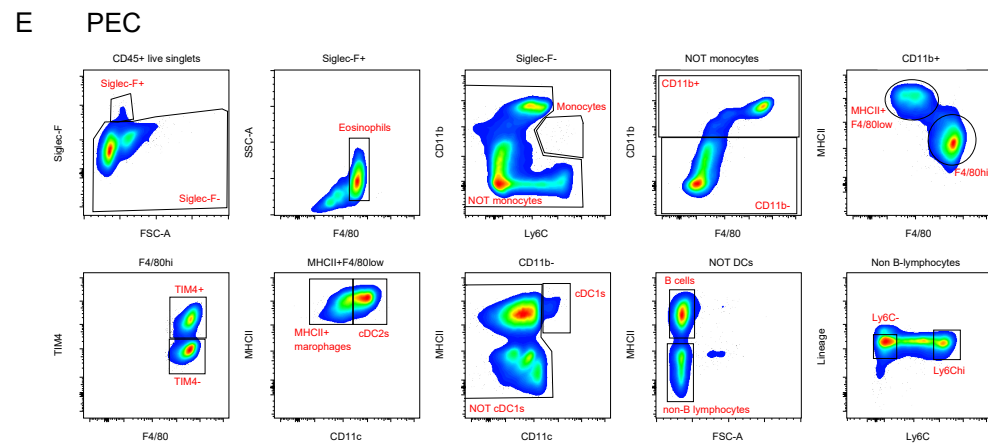 E PEC
CD45+ live singlets
Siglec-F+
Siglec-F-
Siglec-F
FSC-A
Siglec-F+
Eosinophils
SSC-A
F4/80
Siglec-F-
Monocytes
NOT monocytes
CD11b
Ly6C
NOT monocytes
CD11b+
CD11b-
CD11b
F4/80
CD11b+
MHCII+
F4/80low
F4/80hi
MHCII
F4/80
F4/80hi
TIM4+
TIM4-
TIM4
F4/80
MHCII+F4/80low
MHCII+
marophages
cDC2s
MHCII
CD11c
CD11b-
cDC1s
NOT cDC1s
MHCII
CD11c
NOT DCs
B cells
non-B lymphocytes
MHCII
FSC-A
Non B-lymphocytes
Ly6C-
Ly6Chi
Lineage
Ly6C